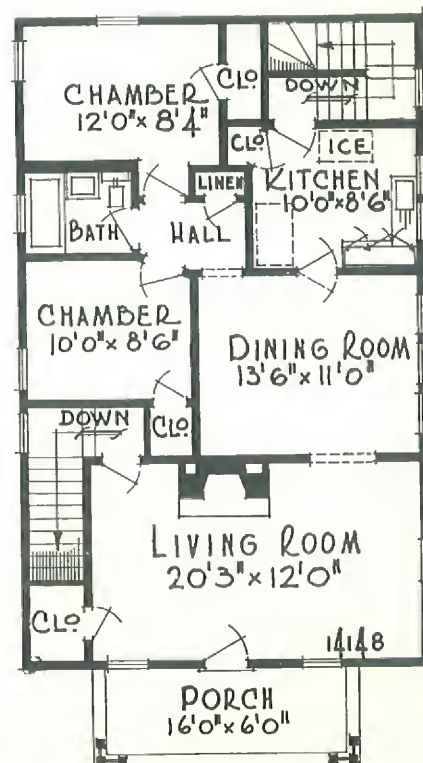 CLO.
DOWN
CHAMBER
12'0" x 8'4"
CLO.
ICE
LINEN
KITCHEN
10'0" x 8'6"
BATH
HALL
CHAMBER
10'0" x 8'6"
DINING ROOM
13'6" x 11'0"
DOWN
CLO.
LIVING ROOM
20'3" x 12'0"
CLO.
14148
PORCH
16'0" x 6'0"